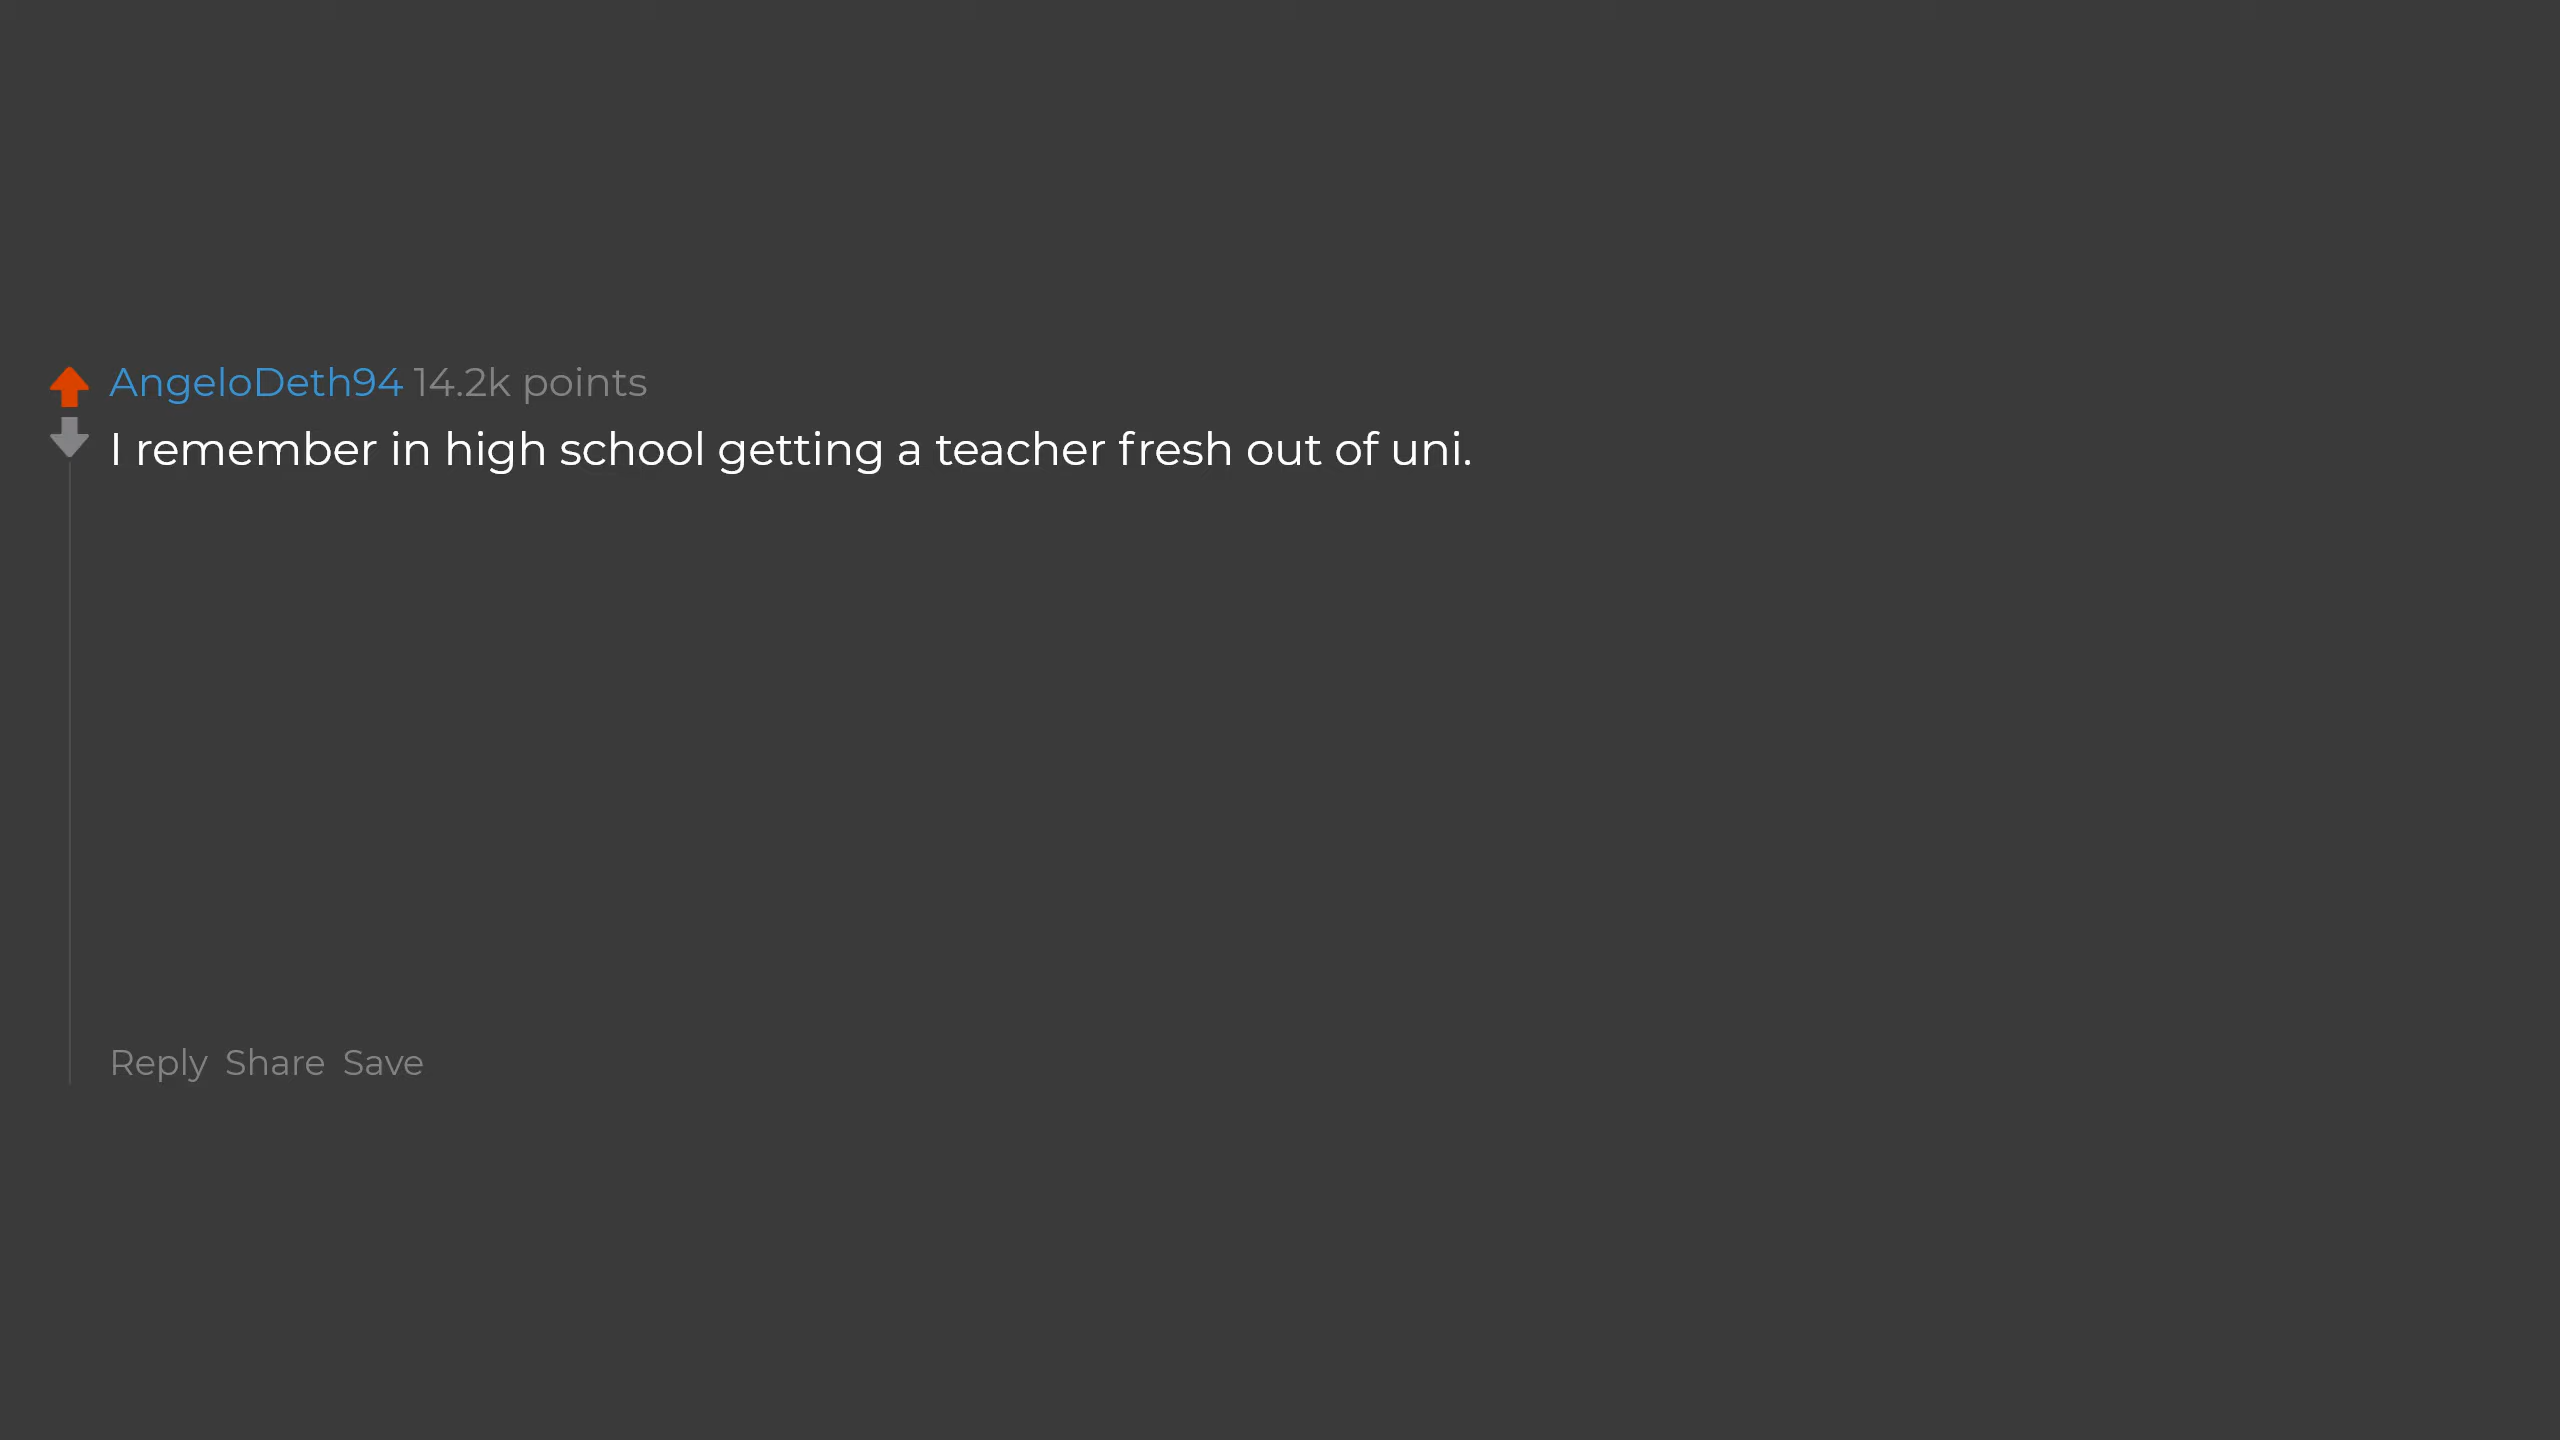 AngeloDeth94 14.2k points
I remember in high school getting a teacher fresh out of uni.
Reply Share Save